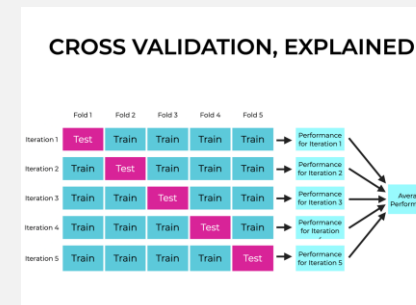 CROSS VALIDATION, EXPLAINED
Fold 1 Fold 2 Fold 3 Fold 4 Fold 5
Iteration 1 Test Train Train Train Train Performance
for Iteration 1
Iteration 2 Train Test Train Train Train Performance
for Iteration 2
Iteration 3 Train Train Test Train Train Performance
for Iteration 3
Iteration 4 Train Train Train Test Train Performance
for Iteration
Iteration 5 Train Train Train Train Test Performance
for Iteration 5